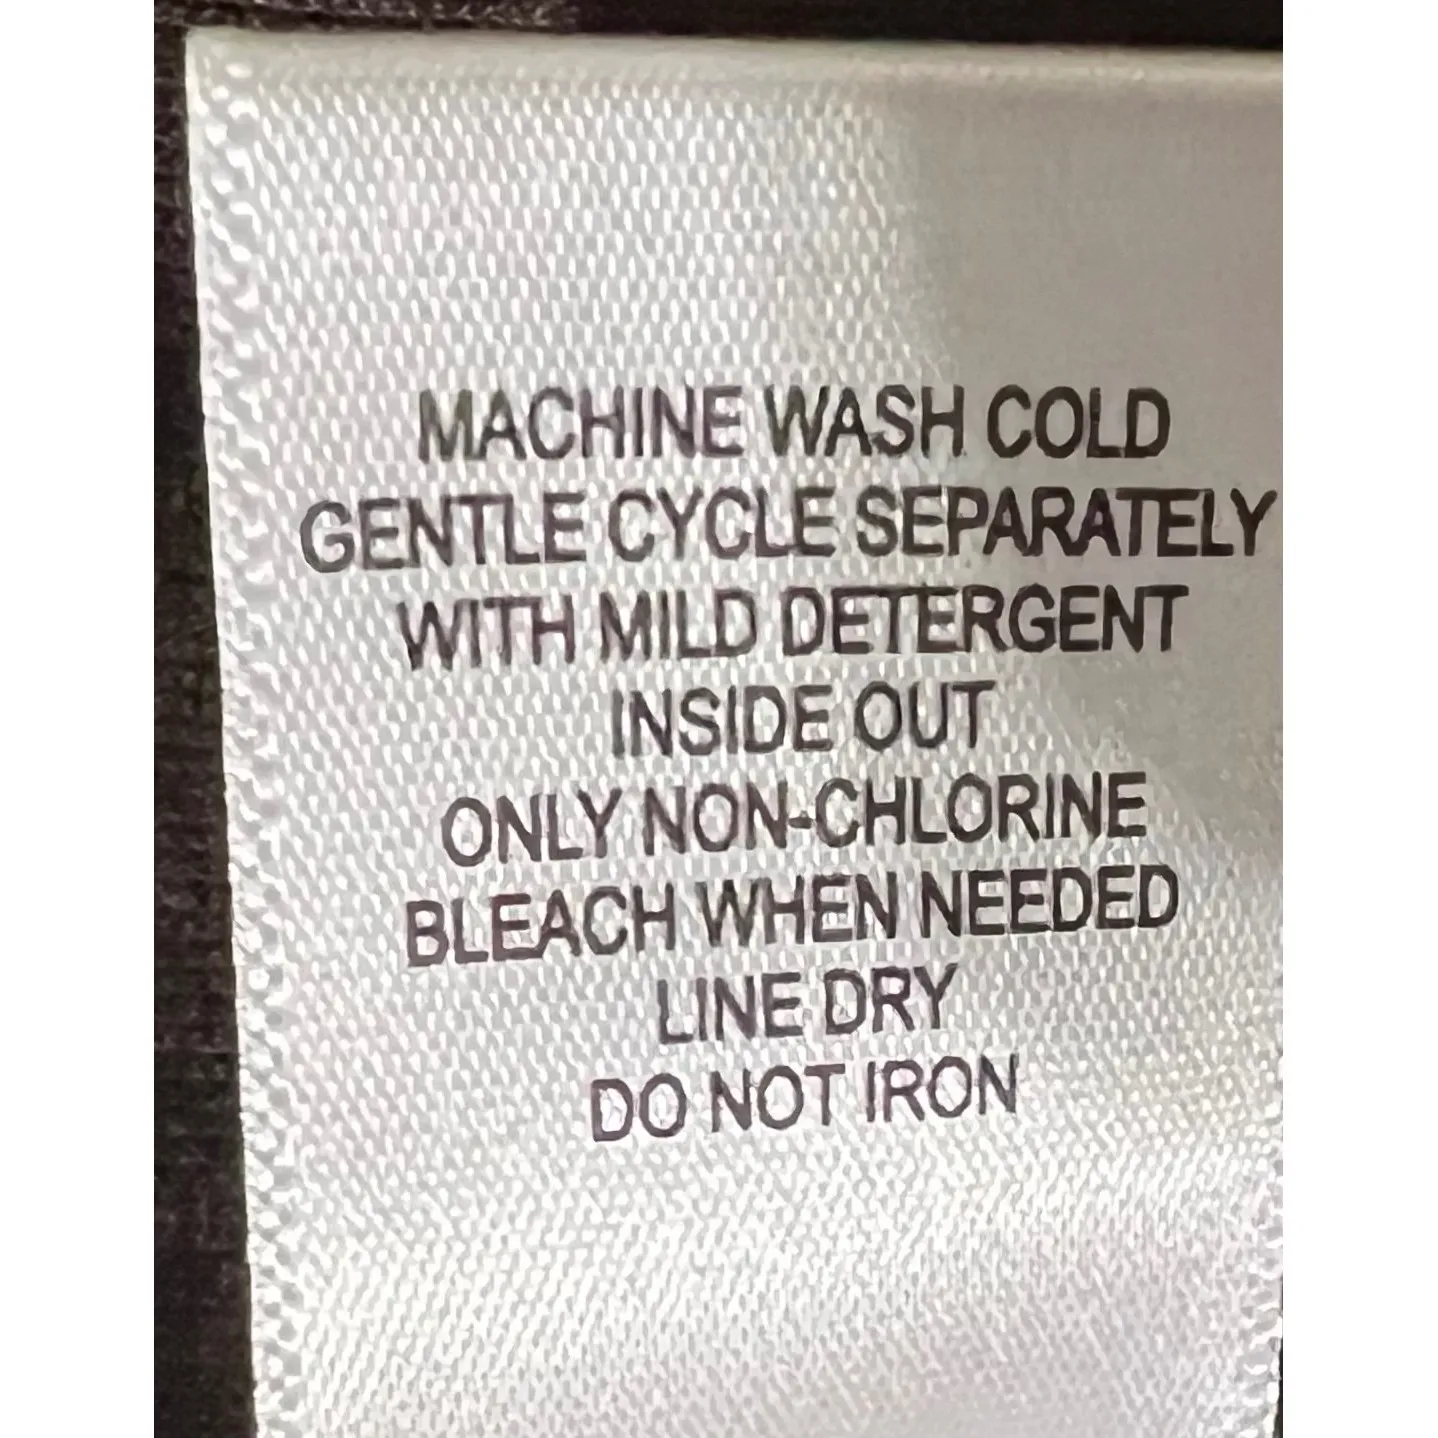 MACHINE WASH COLD
GENTLE CYCLE SEPARATELY
WITH MILD DETERGENT
INSIDE OUT
ONLY NON-CHLORINE
BLEACH WHEN NEEDED
LINE DRY
DO NOT IRON